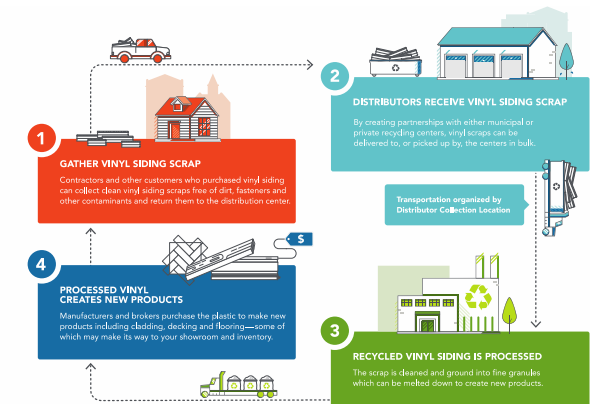 1
GATHER VINYL SIDING SCRAP
Contractors and other customers who purchased vinyl siding
can collect clean vinyl siding scraps free of dirt, fasteners and
other contaminants and return them to the distribution center.
2
DISTRIBUTORS RECEIVE VINYL SIDING SCRAP
By creating partnerships with either municipal or
private recycling centers, vinyl scraps can be
delivered to, or picked up by, the centers in bulk.
Transportation organized by
Distributor Collection Location
3
RECYCLED VINYL SIDING IS PROCESSED
The scrap is cleaned and ground into fine granules
which can be melted down to create new products.
4
$
PROCESSED VINYL
CREATES NEW PRODUCTS
Manufacturers and brokers purchase the plastic to make new
products including cladding, decking and flooring—some of
which may make its way to your showroom and inventory.